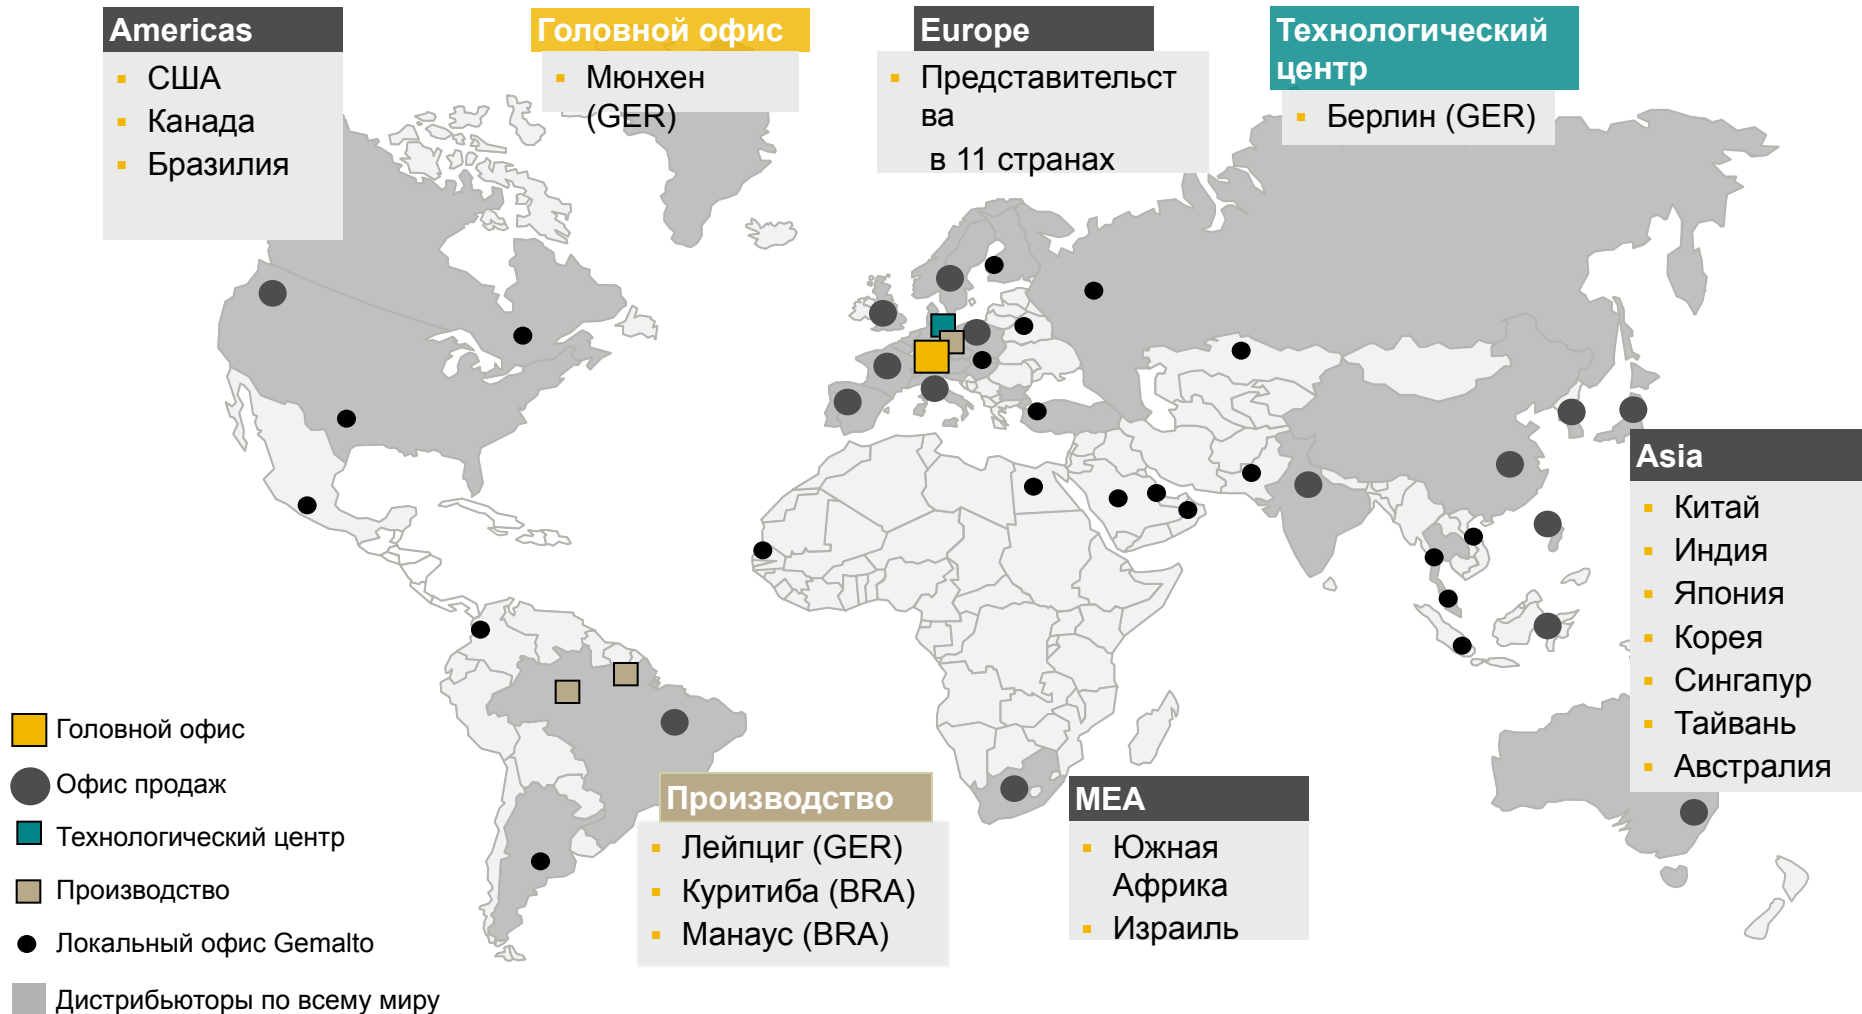 Americas
США
Канада
Бразилия
Головной офис
Мюнхен
(GER)
Europe
Представительст
ва
в 11 странах
Технологический
центр
Берлин (GER)
Asia
Китай
Индия
Япония
Корея
Сингапур
Тайвань
Австралия
Головной офис
Офис продаж
Технологический центр
Производство
Локальный офис Gemalto
Дистрибьюторы по всему миру
Производство
Лейпциг (GER)
Куритиба (BRA)
Манаус (BRA)
MEA
Южная
Африка
Израиль